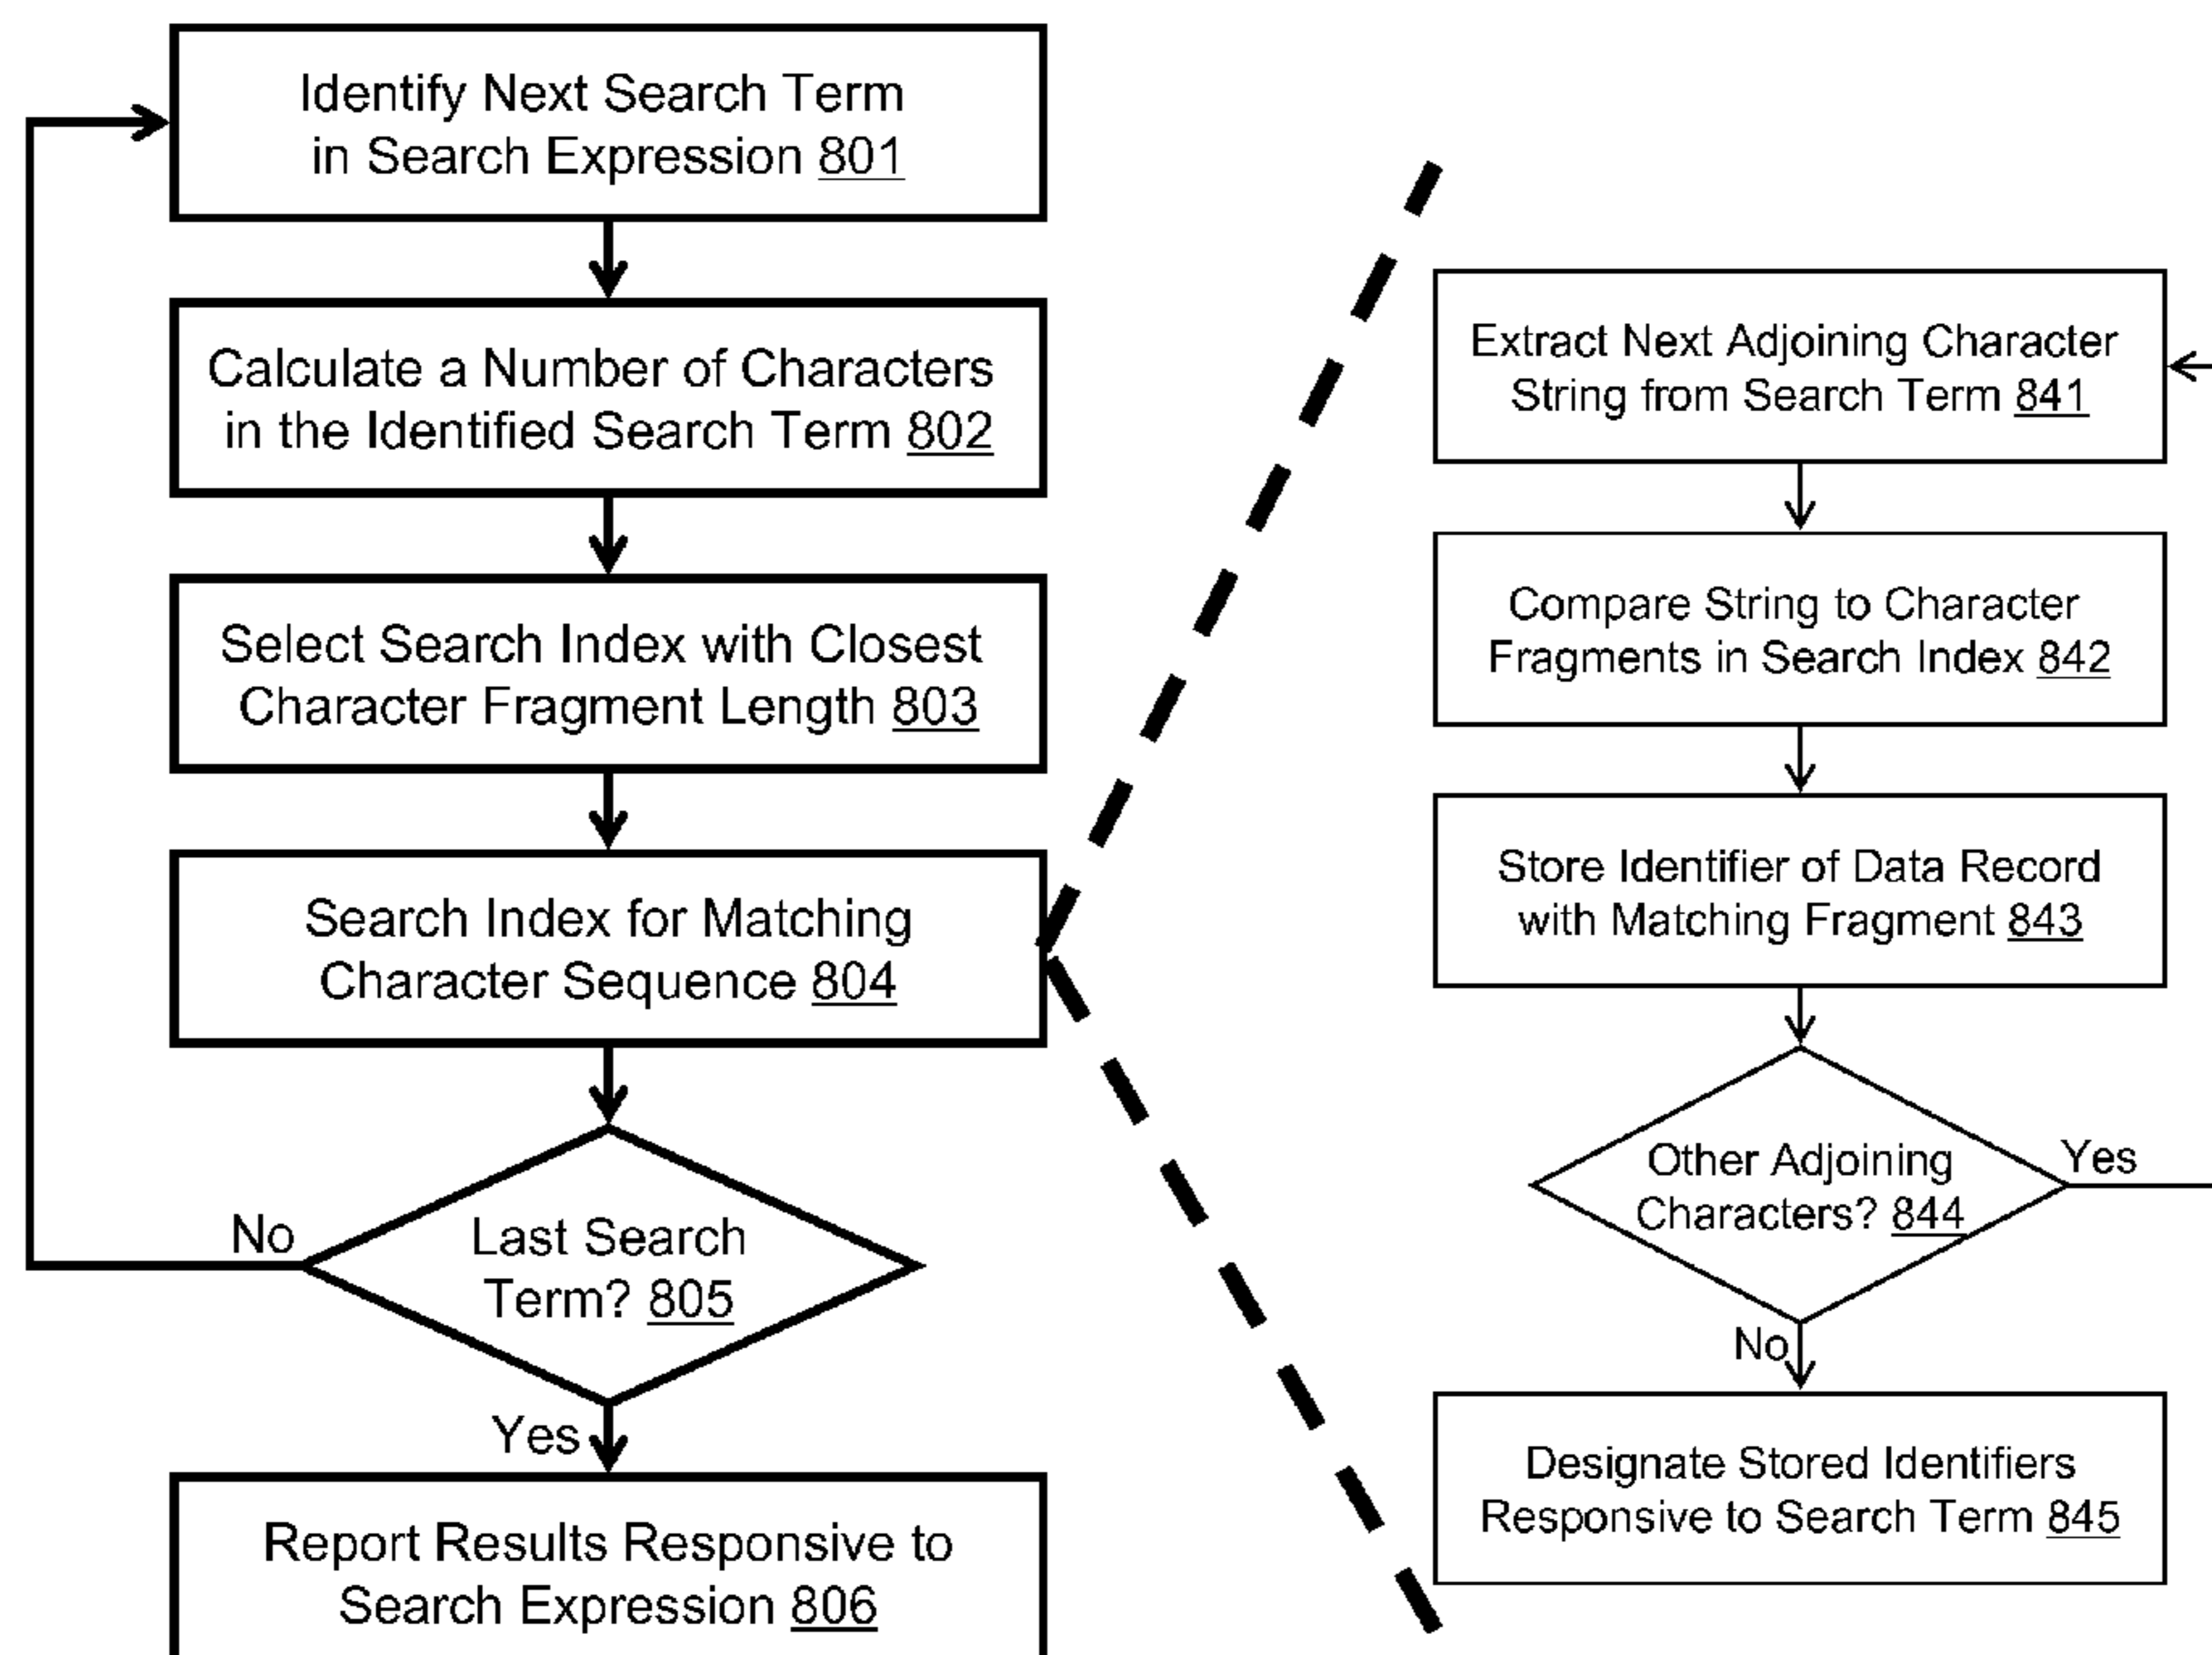 Identify Next Search Term
in Search Expression 801
Calculate a Number of Characters
in the Identified Search Term 802
Select Search Index with Closest
Character Fragment Length 803
Search Index for Matching
Character Sequence 804
No
Last Search
Term? 805
Yes
Report Results Responsive to
Search Expression 806
Extract Next Adjoining Character
String from Search Term 841
Compare String to Character
Fragments in Search Index 842
Store Identifier of Data Record
with Matching Fragment 843
Other Adjoining
Characters? 844
Yes
No
Designate Stored Identifiers
Responsive to Search Term 845